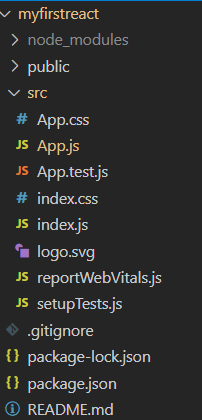 myfirstreact
node_modules
public
src
App.css
App.js
App.test.js
index.css
index.js
logo.svg
reportWebVitals.js
setupTests.js
.gitignore
package-lock.json
package.json
README.md